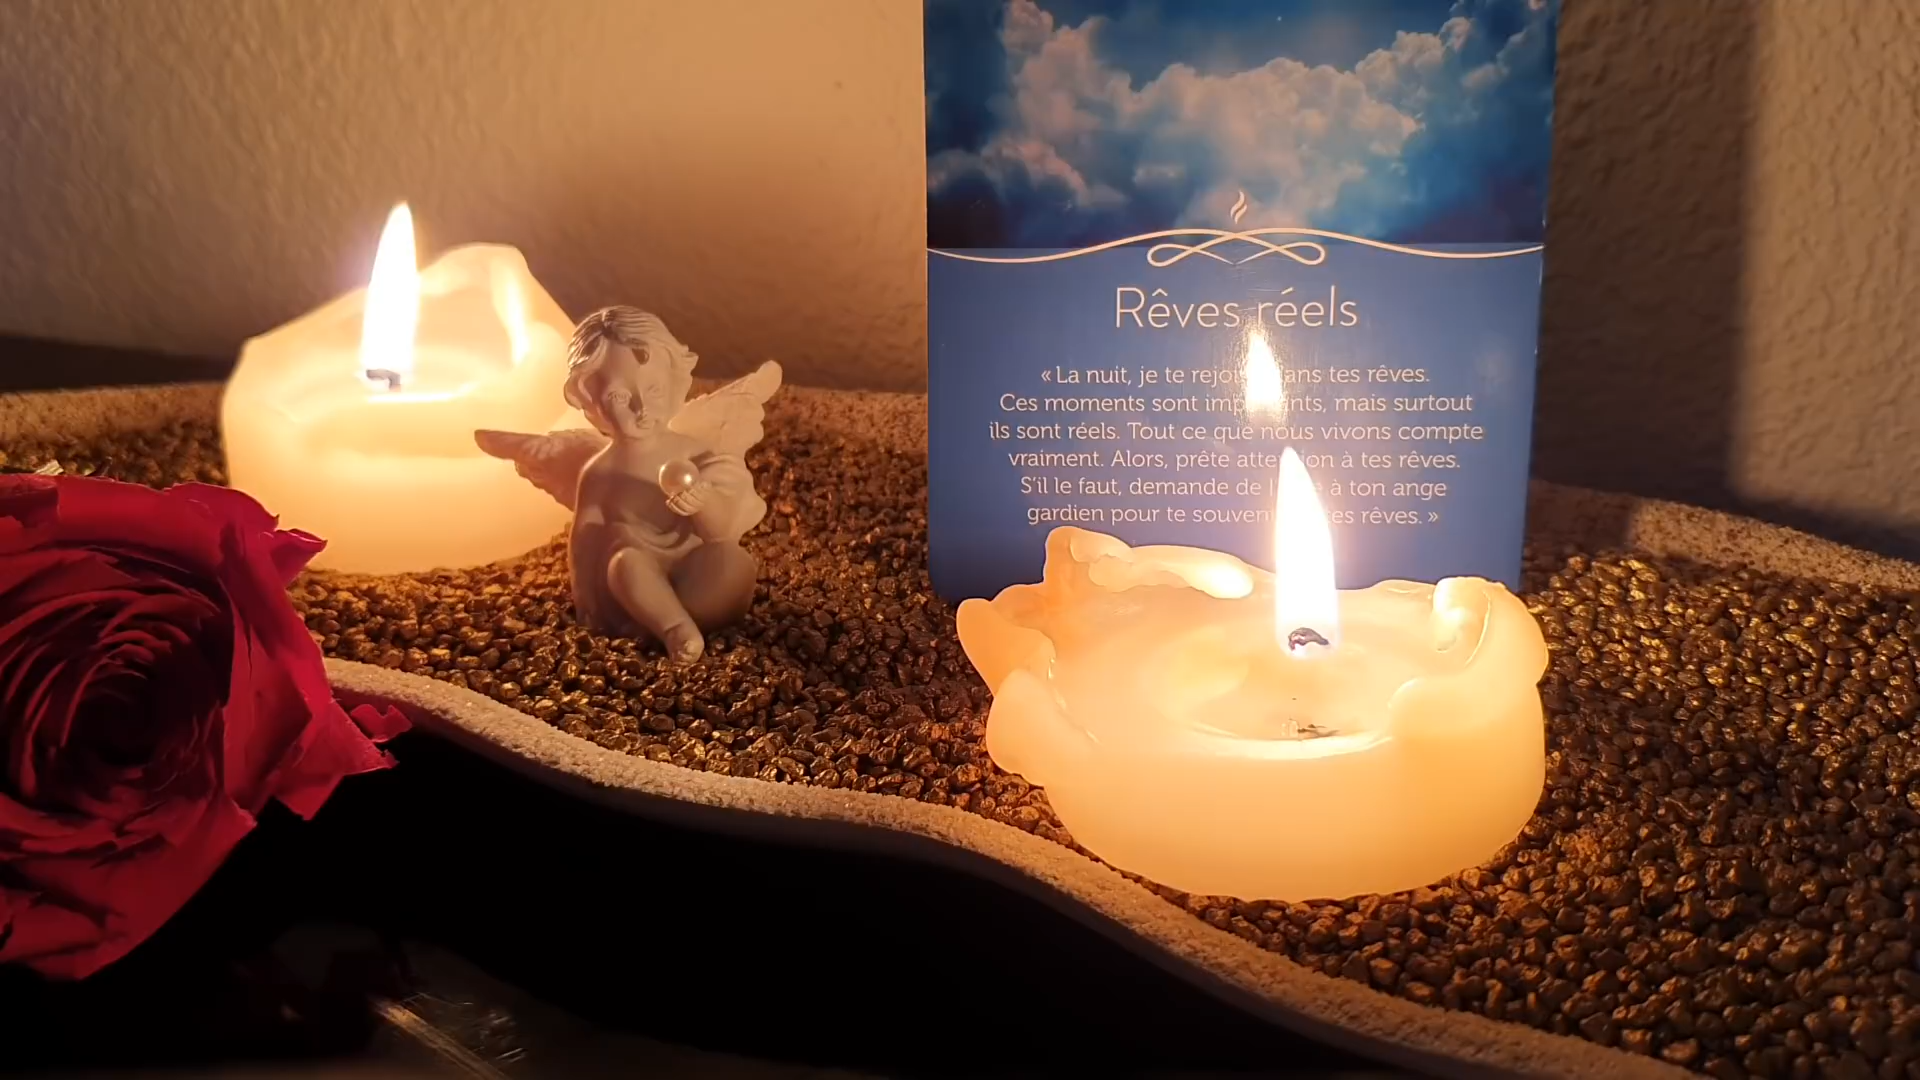 Rêves réels
« La nuit, je te rejo ans tes rêves.
Ces moments sont imp nts, mais surtout
ils sont réels. Tout ce que nous vivons compte
vraiment. Alors, prête attention à tes rêves.
S'il le faut, demande de à ton ange
gardien pour te souven es rêves. »